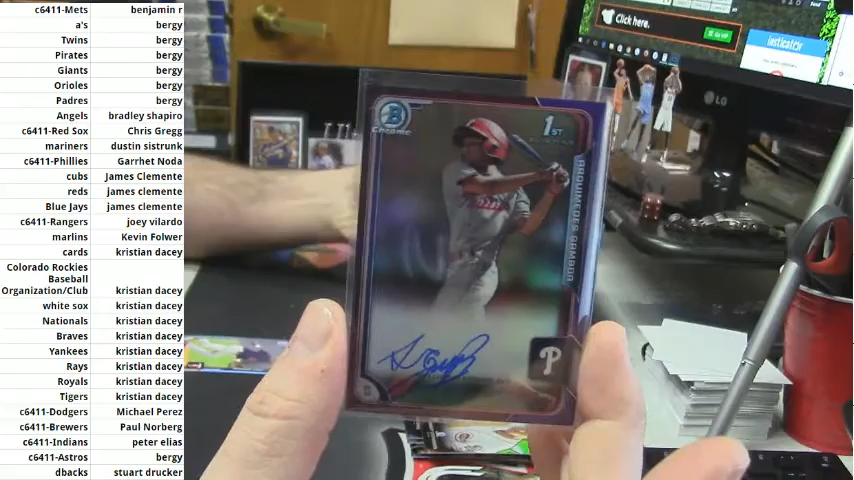 c6411-Mets benjamin r
a's bergy
Twins bergy
Pirates bergy
Giants bergy
Orioles bergy
Padres bergy
Angels bradley shapiro
c6411-Red Sox Chris Gregg
mariners dustin sistrunk
c6411-Phillies Garrhet Noda
cubs James Clemente
reds james clemente
Blue Jays james clemente
c6411-Rangers joey vilardo
marlins Kevin Folwer
cards kristian dacey
Colorado Rockies
Baseball
Organization/Club kristian dacey
white sox kristian dacey
Nationals kristian dacey
Braves kristian dacey
Yankees kristian dacey
Rays kristian dacey
Royals kristian dacey
Tigers kristian dacey
c6411-Dodgers Michael Perez
c6411-Brewers Paul Norberg
c6411-Indians peter elias
c6411-Astros bergy
dbacks stuart drucker
B
Chrome
1ST
ARQUIMEDES GAMBOA
P
Click here.
Go VIP
insticator
LG